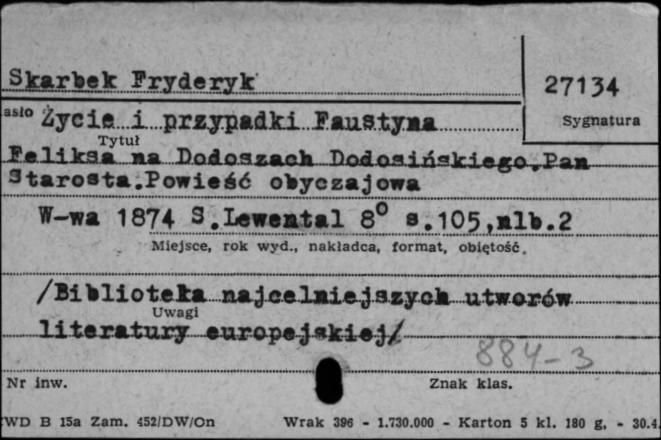 Skarbek Fryderyk
27134
asło Życie i przypadki Faustyna
Sygnatura
Tytuł
Feliksa na Dodoszach Dodosińskiego.Pan
Starosta.Powieść obyczajowa
W-wa 1874 S.Lewental 8° s.105,nlb.2
Miejsce, rok wyd., nakładca, format, objętość.
/Biblioteka najcelniejszych utworów
Uwagi
literatury europejskiej/
884-3
Nr inw.
Znak klas.
WD B 15a Zam. 452/DW/On Wrak 396 - 1.730.000 - Karton 5 kl. 180 g. - 30.4